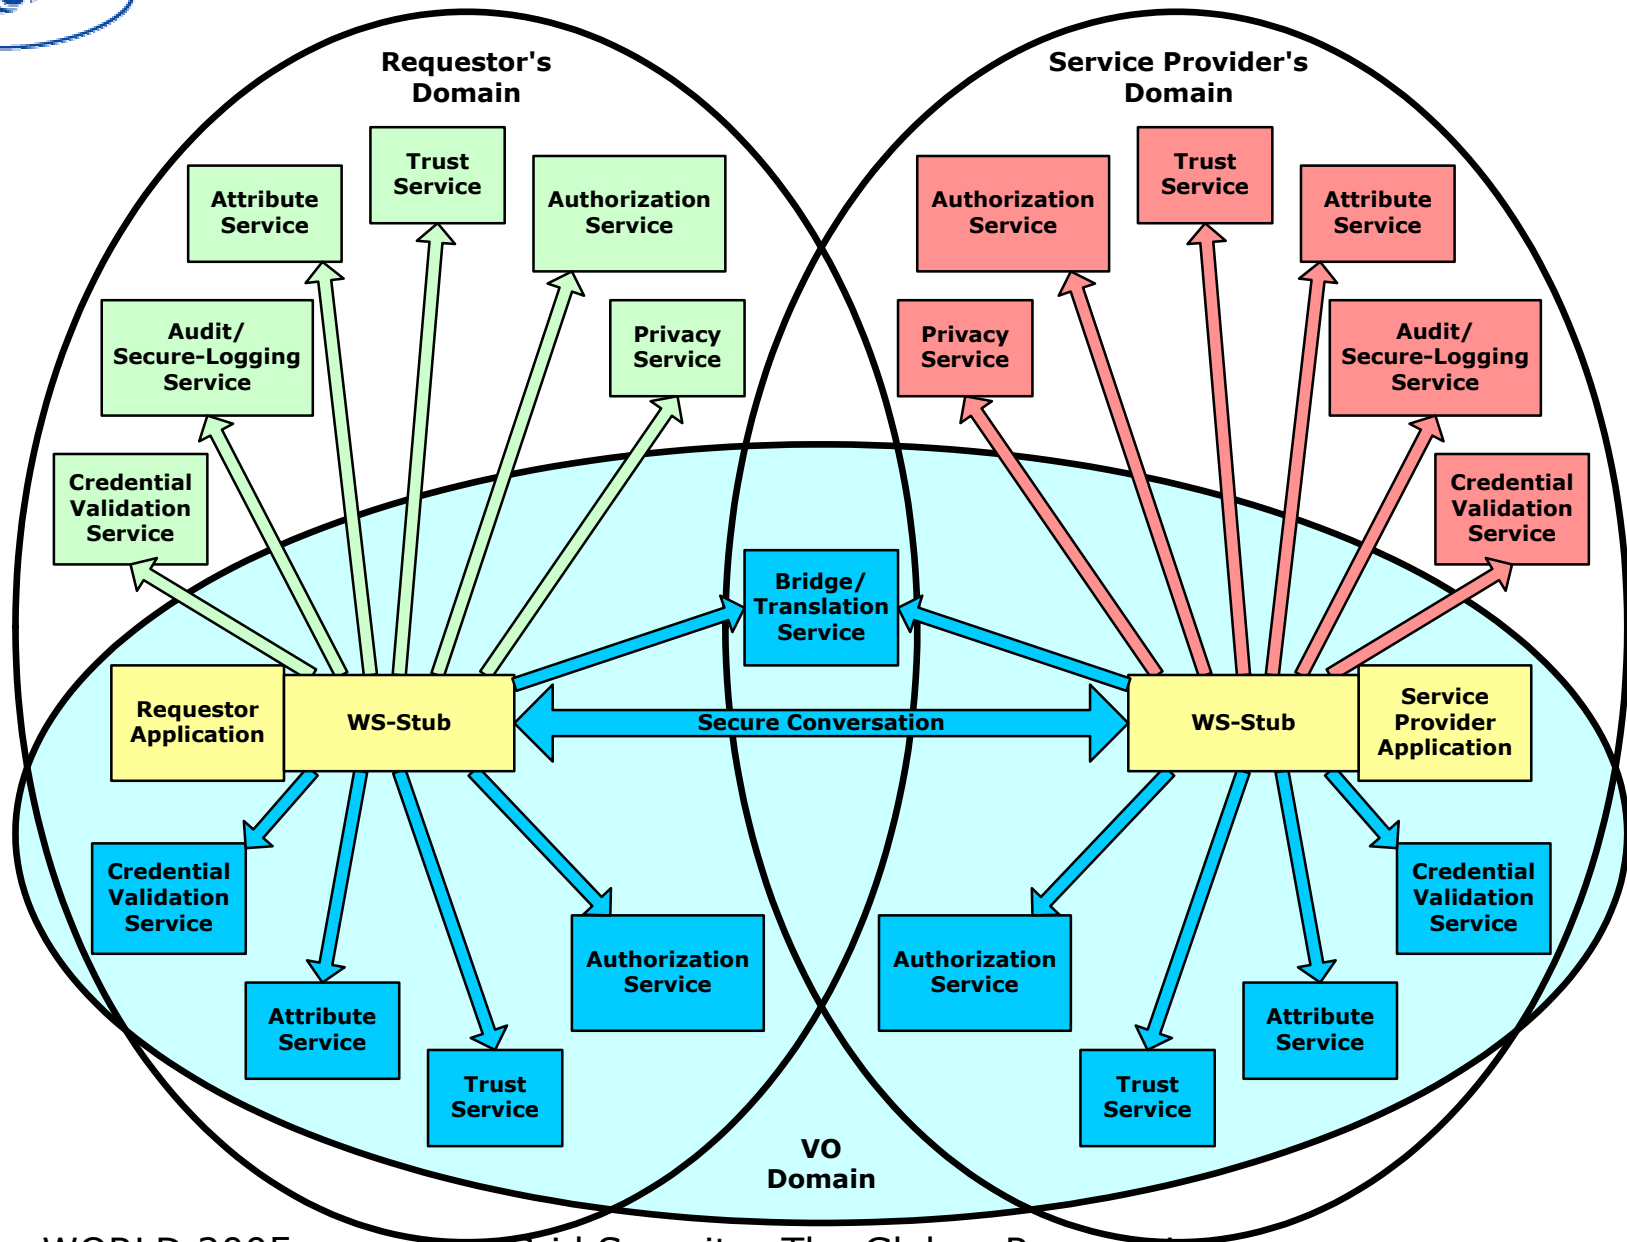 Requestor's
Domain
Service Provider's
Domain
Trust
Service
Attribute
Service
Authorization
Service
Audit/
Secure-Logging
Service
Privacy
Service
Credential
Validation
Service
Authorization
Service
Trust
Service
Attribute
Service
Privacy
Service
Audit/
Secure-Logging
Service
Credential
Validation
Service
Bridge/
Translation
Service
Requestor
Application
WS-Stub
Secure Conversation
WS-Stub
Service
Provider
Application
Credential
Validation
Service
Attribute
Service
Trust
Service
Authorization
Service
Authorization
Service
Trust
Service
Attribute
Service
Credential
Validation
Service
VO
Domain